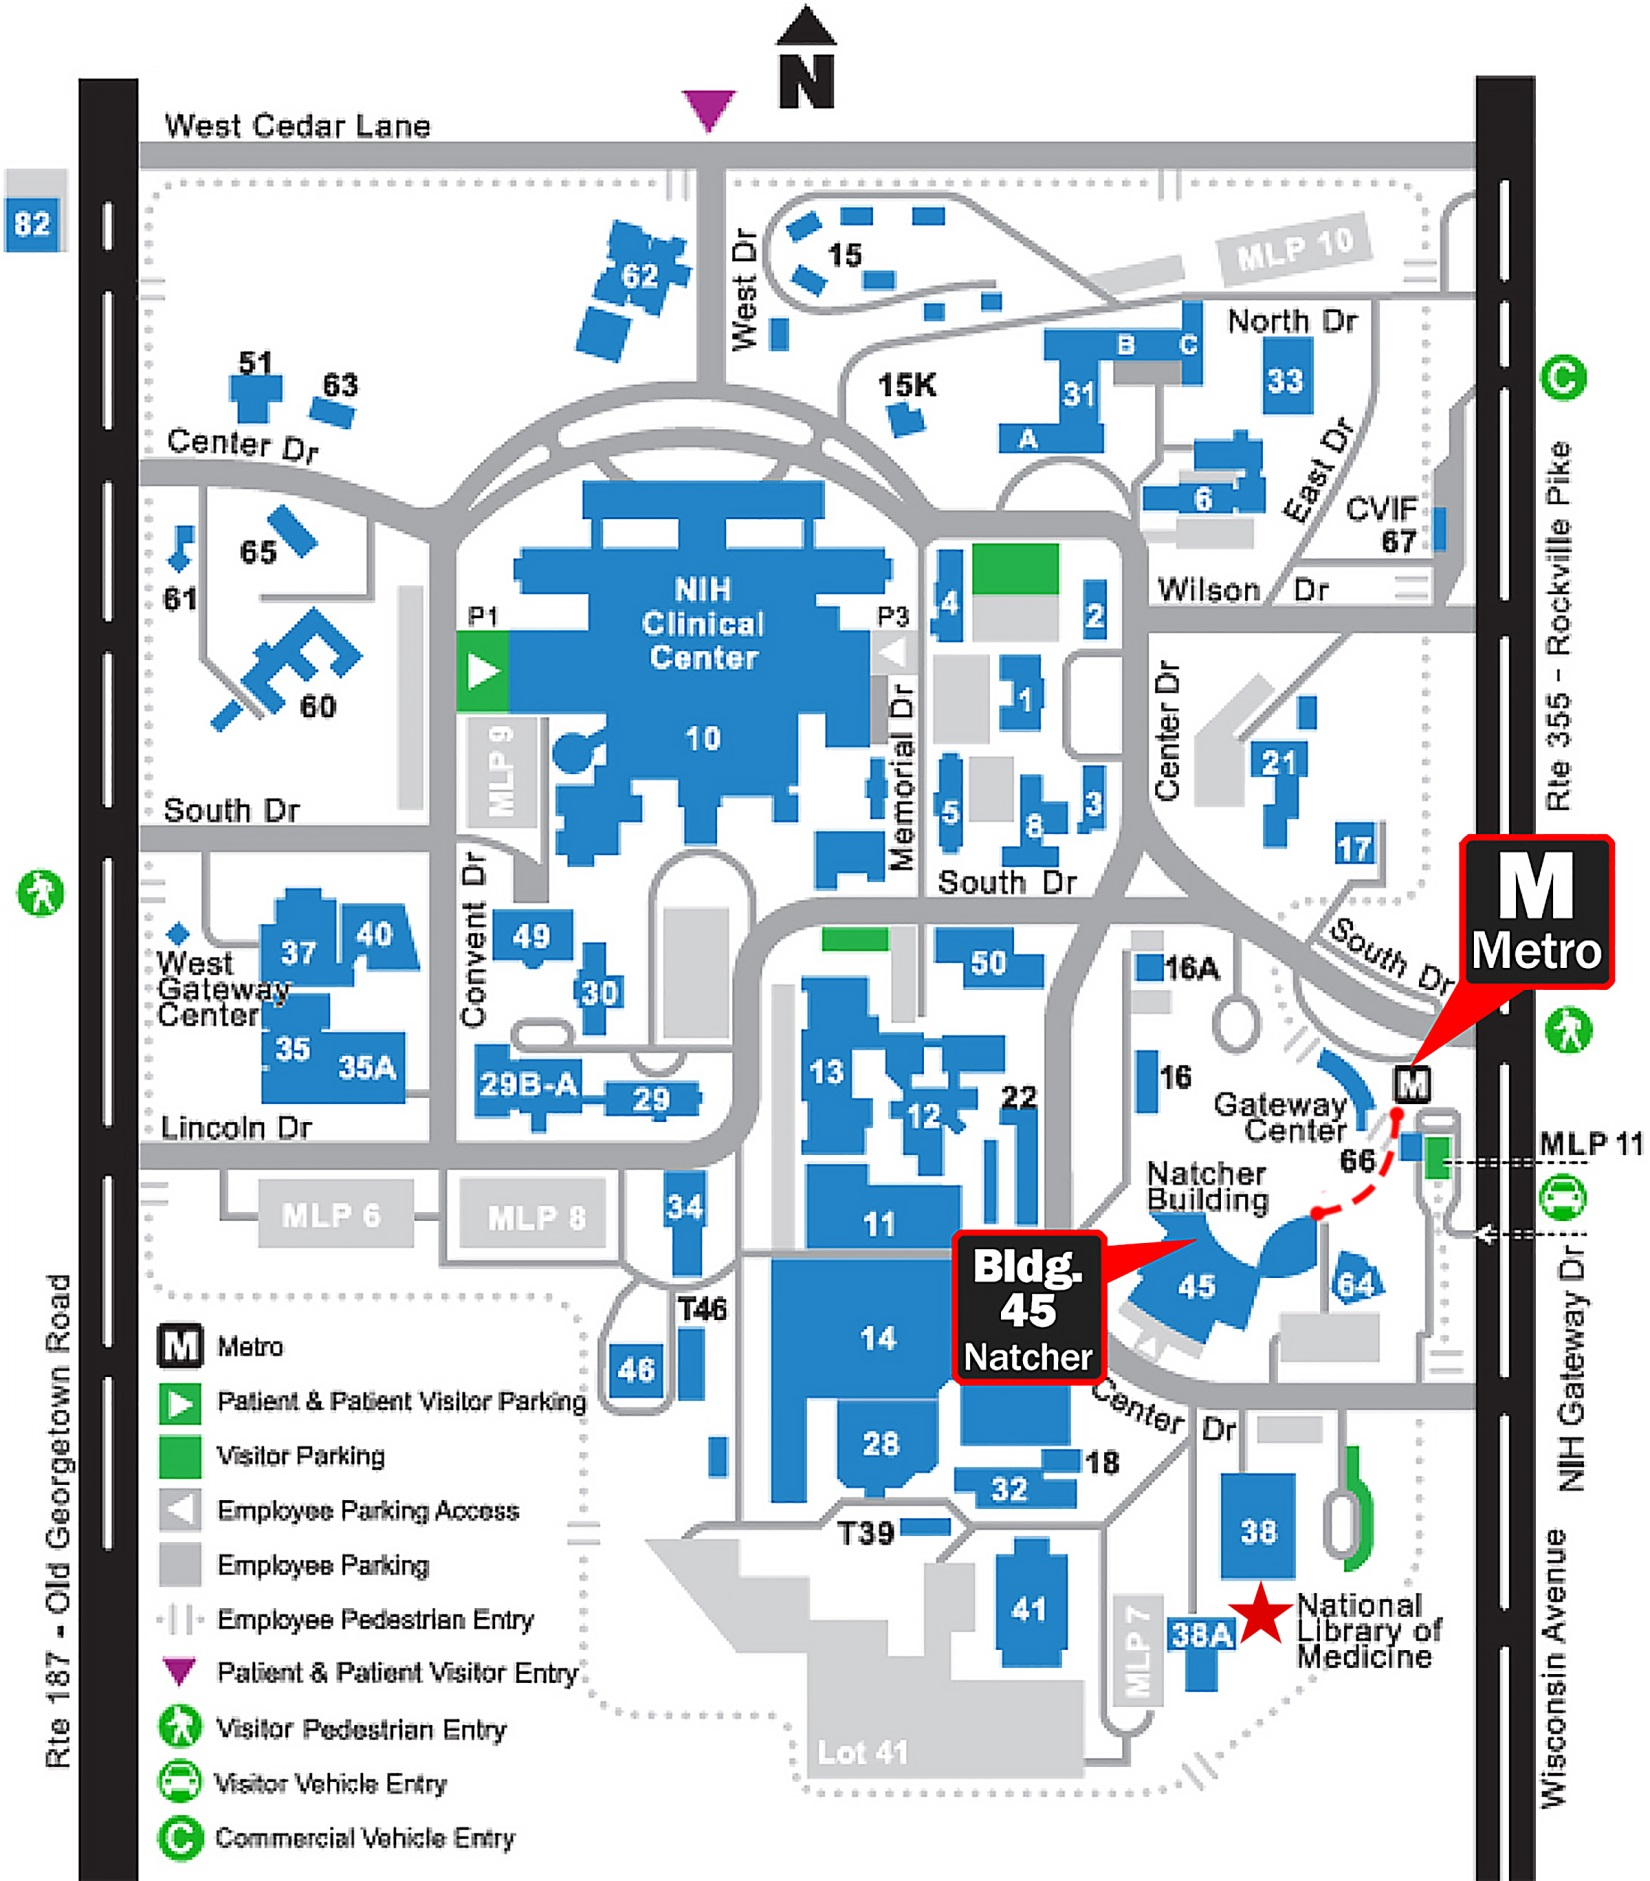 N
West Cedar Lane
82
62
West Dr
15
MLP 10
North Dr
B
C
33
51
63
15K
31
A
C
Center Dr
East Dr
6
CVIF
67
65
61
NIH
Clinical
Center
P1
P3
4
2
Wilson Dr
Rte 355 - Rockville Pike
60
1
10
MLP 9
Memorial Dr
Center Dr
21
5
8
3
17
South Dr
South Dr
M
Metro
Convent Dr
49
37
40
50
16A
South Dr
West
Gateway
Center
30
35
35A
13
16
29B-A
29
12
22
M
Gateway
Center
66
MLP 11
Lincoln Dr
Natcher
Building
MLP 6
MLP 8
34
11
Bldg.
45
Natcher
45
64
T46
14
46
NIH Gateway Dr
Center Dr
28
18
32
T39
38
41
MLP 7
38A
National
Library of
Medicine
Lot 41
Wisconsin Avenue
Rte 187 - Old Georgetown Road
M Metro
Patient & Patient Visitor Parking
Visitor Parking
Employee Parking Access
Employee Parking
Employee Pedestrian Entry
Patient & Patient Visitor Entry
Visitor Pedestrian Entry
Visitor Vehicle Entry
C Commercial Vehicle Entry